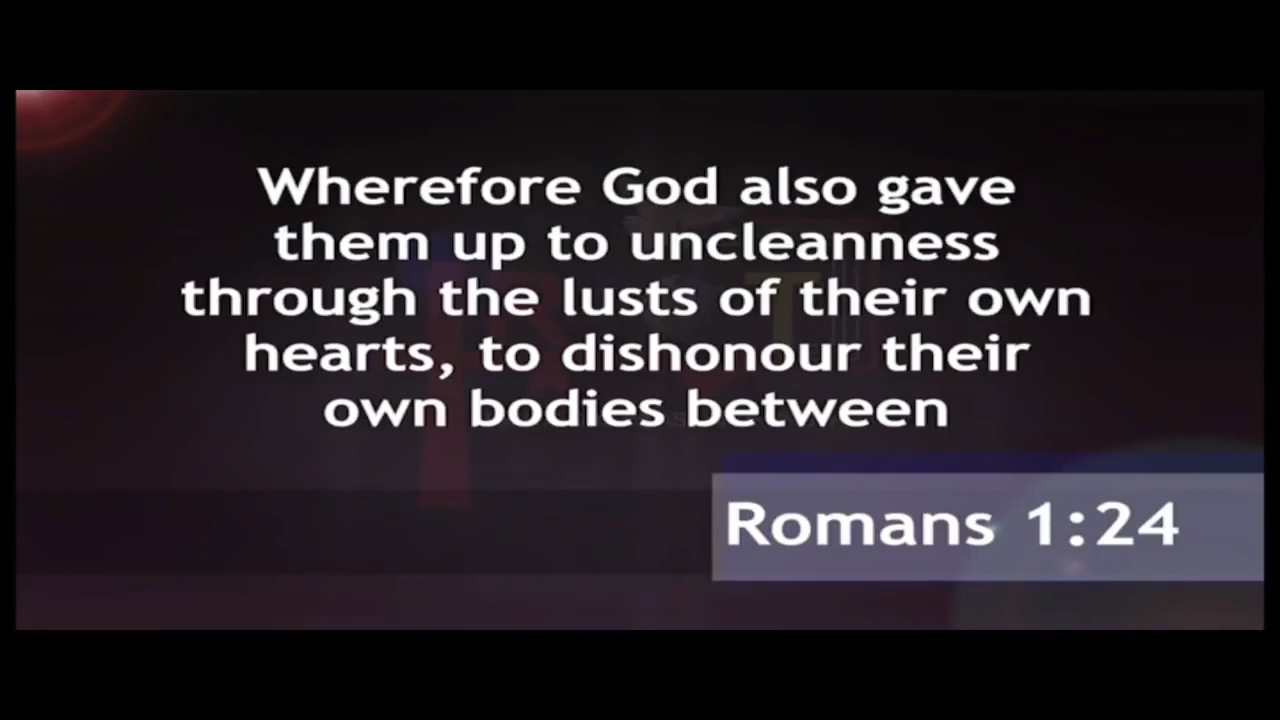 Wherefore God also gave
them up to uncleanness
through the lusts of their own
hearts, to dishonour their
own bodies between
Romans 1:24